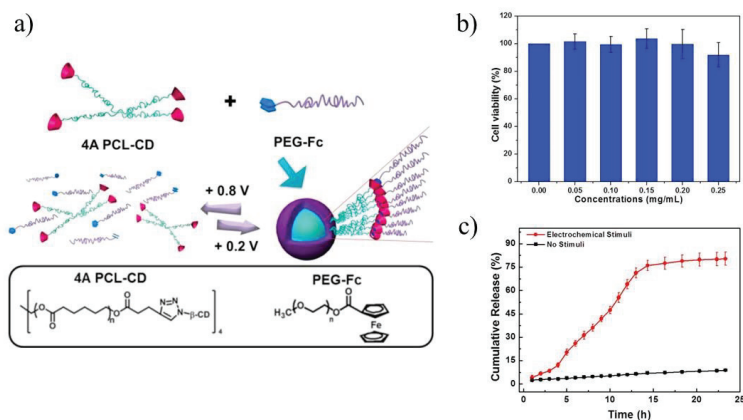 a)
+
4A PCL-CD
PEG-Fc
+ 0.8 V
+ 0.2 V
4A PCL-CD
PEG-Fc
O
O
n
O
O
N=N
N
β-CD
4
H₃C
O
n
O
O
Fe
b)
Cell viability (%)
120
100
80
60
40
20
0
0.00 0.05 0.10 0.15 0.20 0.25
Concentrations (mg/mL)
c)
Cumulative Release (%)
90
75
60
45
30
15
0
Electrochemical Stimuli
No Stimuli
0 5 10 15 20 25
Time (h)